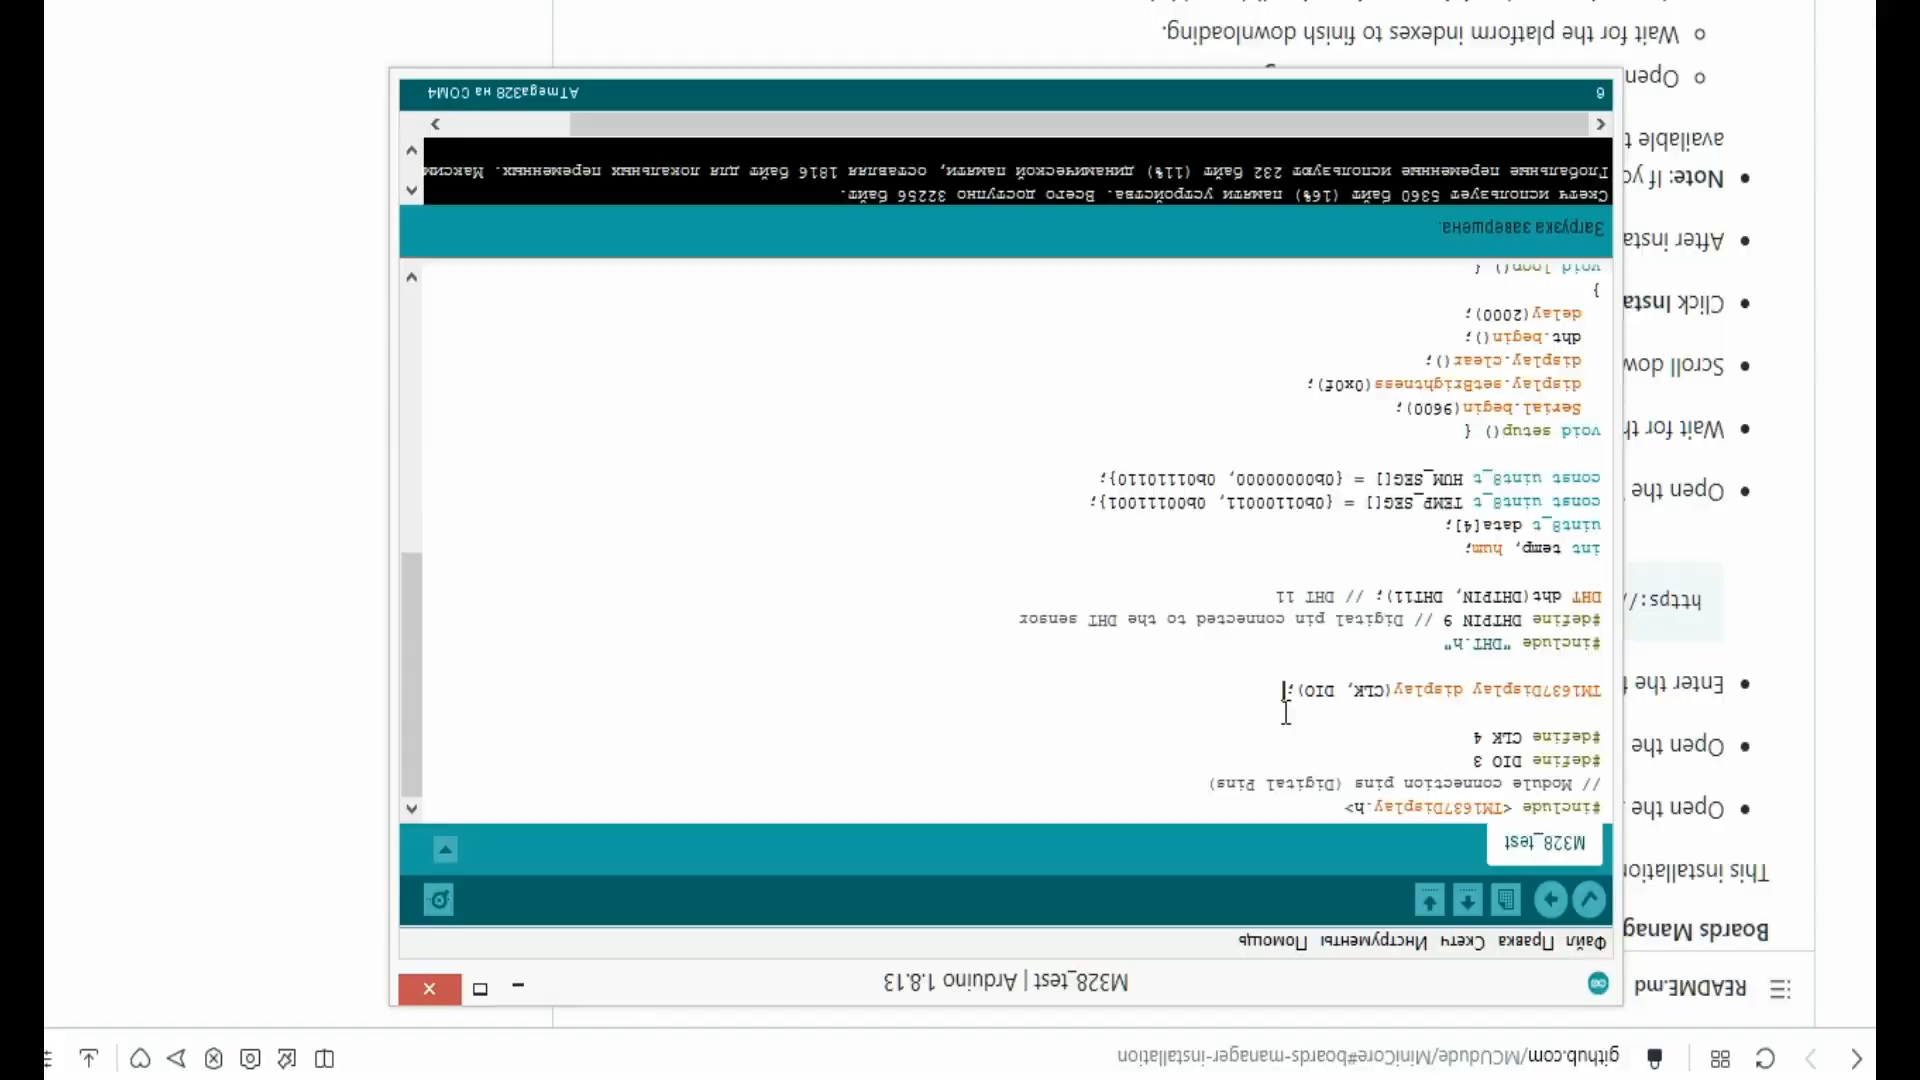 github.com/MCUdude/MiniCore#boards-manager-installation
README.md
Boards Manag
This installation
Open the
Open the
Enter the f
https:/
Open the
Wait for th
Scroll dow
Click Insta
After insta
Note: If yo
available t
Open
Wait for the platform indexes to finish downloading.
M328_test | Arduino 1.8.13
Файл Правка Скетч Инструменты Помощь
M328_test
#include <TM1637Display.h>
// Module connection pins (Digital Pins)
#define DIO 3
#define CLK 4
TM1637Display display(CLK, DIO);
#include "DHT.h"
#define DHTPIN 9 // Digital pin connected to the DHT sensor
DHT dht(DHTPIN, DHT11); // DHT 11
int temp, hum;
uint8_t data[4];
const uint8_t TEMP_SEG[] = {0b01100011, 0b00111001};
const uint8_t HUM_SEG[] = {0b00000000, 0b01110110};
void setup() {
Serial.begin(9600);
display.setBrightness(0x0f);
display.clear();
dht.begin();
delay(2000);
}
void loop() {
Загрузка завершена.
Скетч использует 5360 байт (16%) памяти устройства. Всего доступно 32256 байт.
Глобальные переменные используют 232 байт (11%) динамической памяти, оставляя 1816 байт для локальных переменных. Максим
6
ATmega328 на COM4